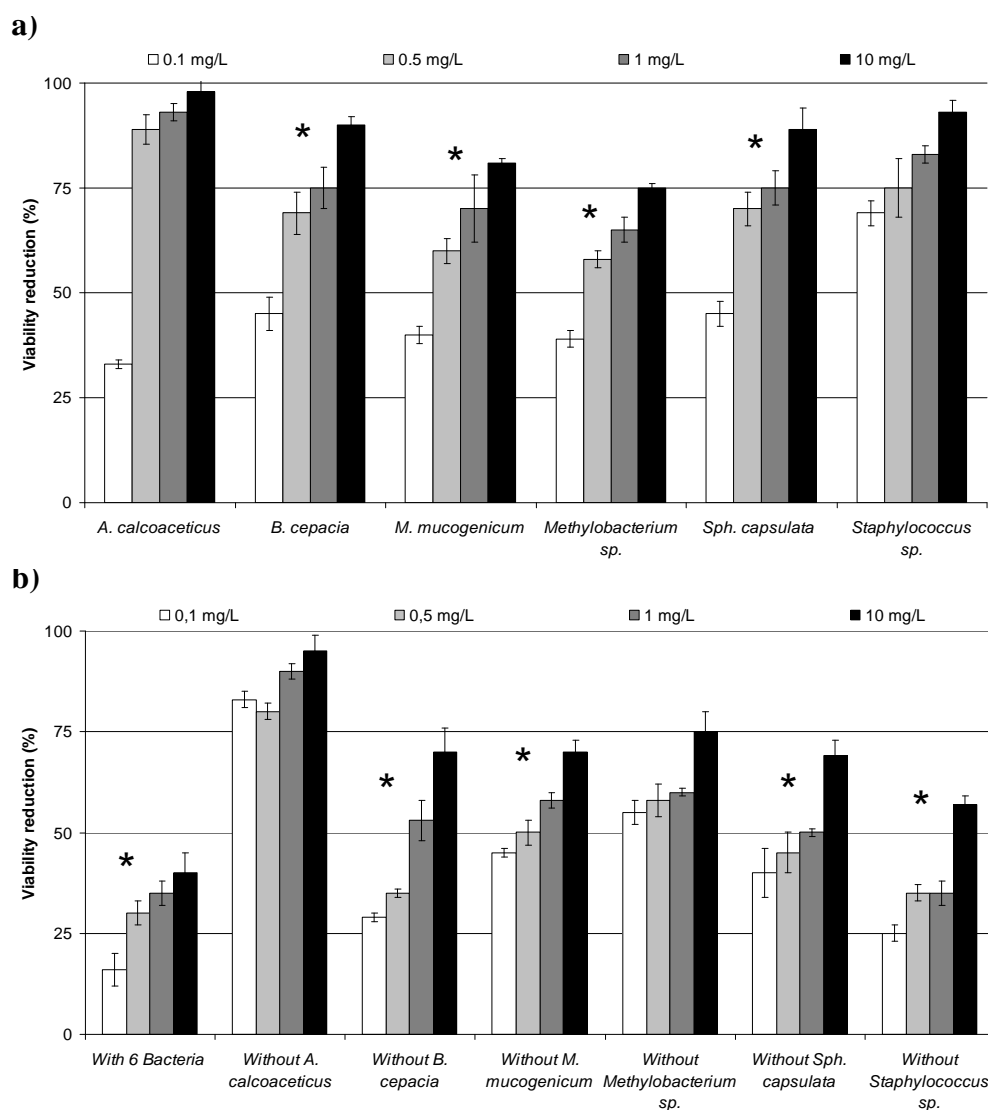 a)
0.1 mg/L 0.5 mg/L 1 mg/L 10 mg/L
Viability reduction (%)
100
75
50
25
0
A. calcoaceticus B. cepacia M. mucogenicum Methylobacterium sp. Sph. capsulata Staphylococcus sp.
* * * *
b)
0,1 mg/L 0,5 mg/L 1 mg/L 10 mg/L
Viability reduction (%)
100
75
50
25
0
* * * * *
With 6 Bacteria Without A. calcoaceticus Without B. cepacia Without M. mucogenicum Without Methylobacterium sp. Without Sph. capsulata Without Staphylococcus sp.